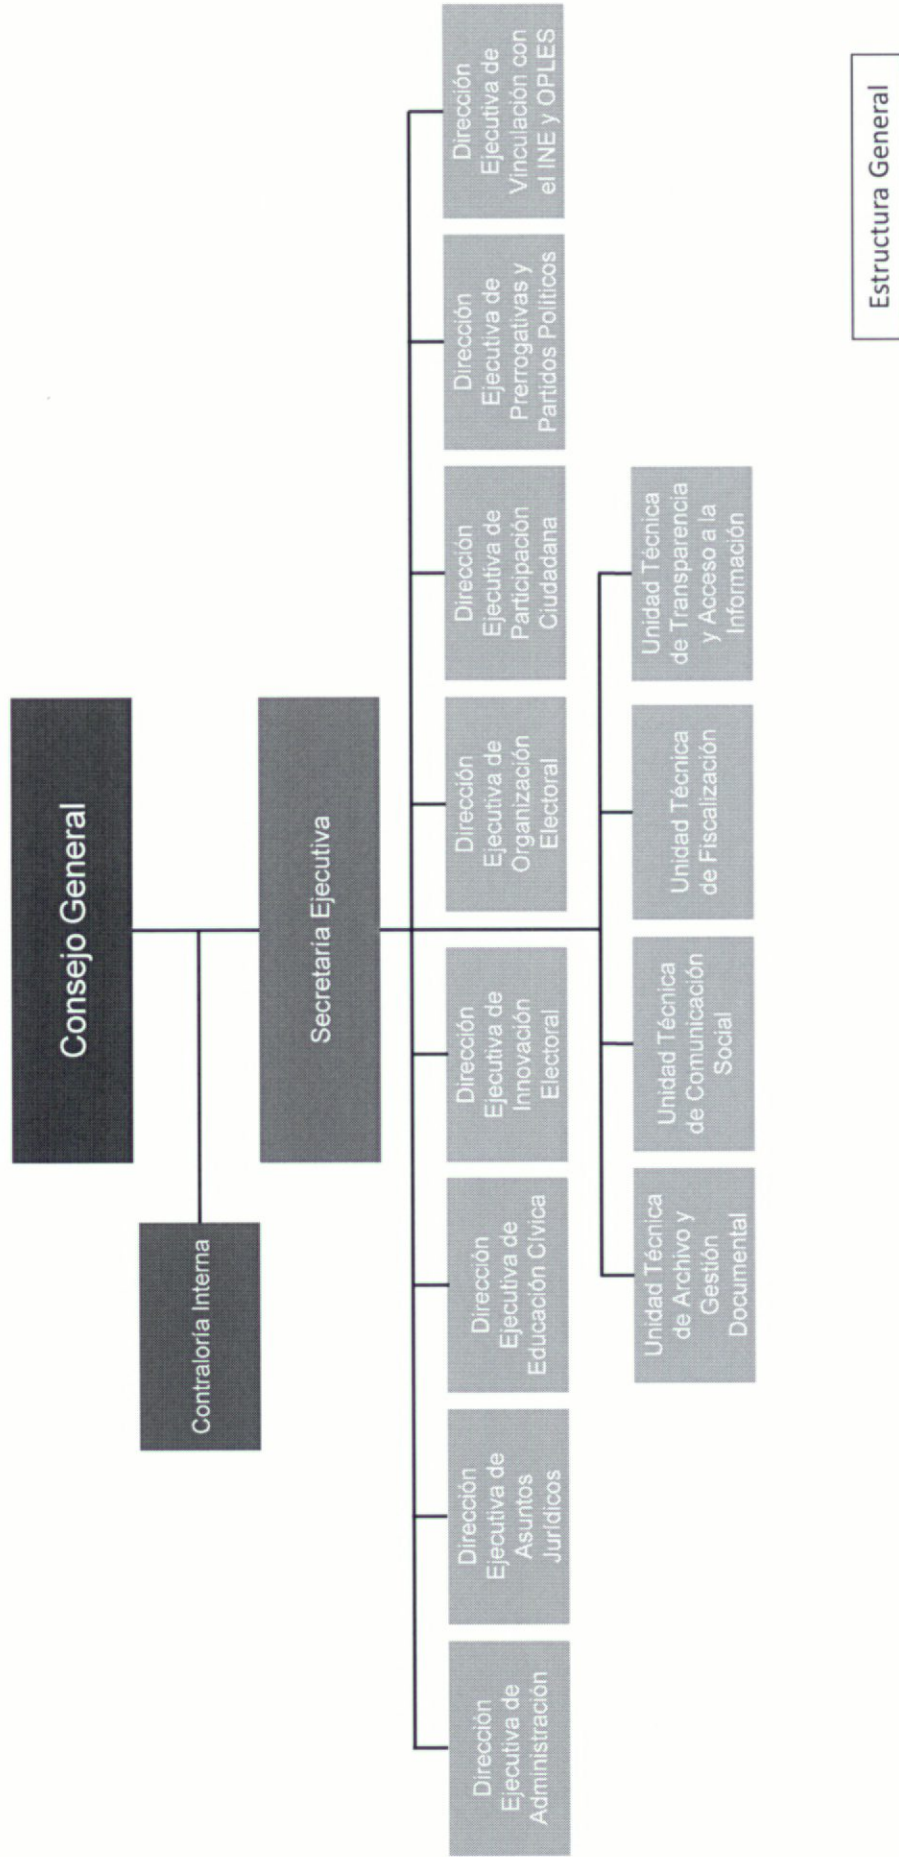 Consejo General
Contraloría Interna
Secretaria Ejecutiva
Dirección
Ejecutiva de
Administración
Dirección
Ejecutiva de
Asuntos
Jurídicos
Dirección
Ejecutiva de
Educación Cívica
Dirección
Ejecutiva de
Innovación
Electoral
Dirección
Ejecutiva de
Organización
Electoral
Dirección
Ejecutiva de
Participación
Ciudadana
Dirección
Ejecutiva de
Prerrogativas y
Partidos Políticos
Dirección
Ejecutiva de
Vinculación con
el INE y OPLES
Unidad Técnica
de Archivo y
Gestión
Documental
Unidad Técnica
de Comunicación
Social
Unidad Técnica
de Fiscalización
Unidad Técnica
de Transparencia
y Acceso a la
Información
Estructura General